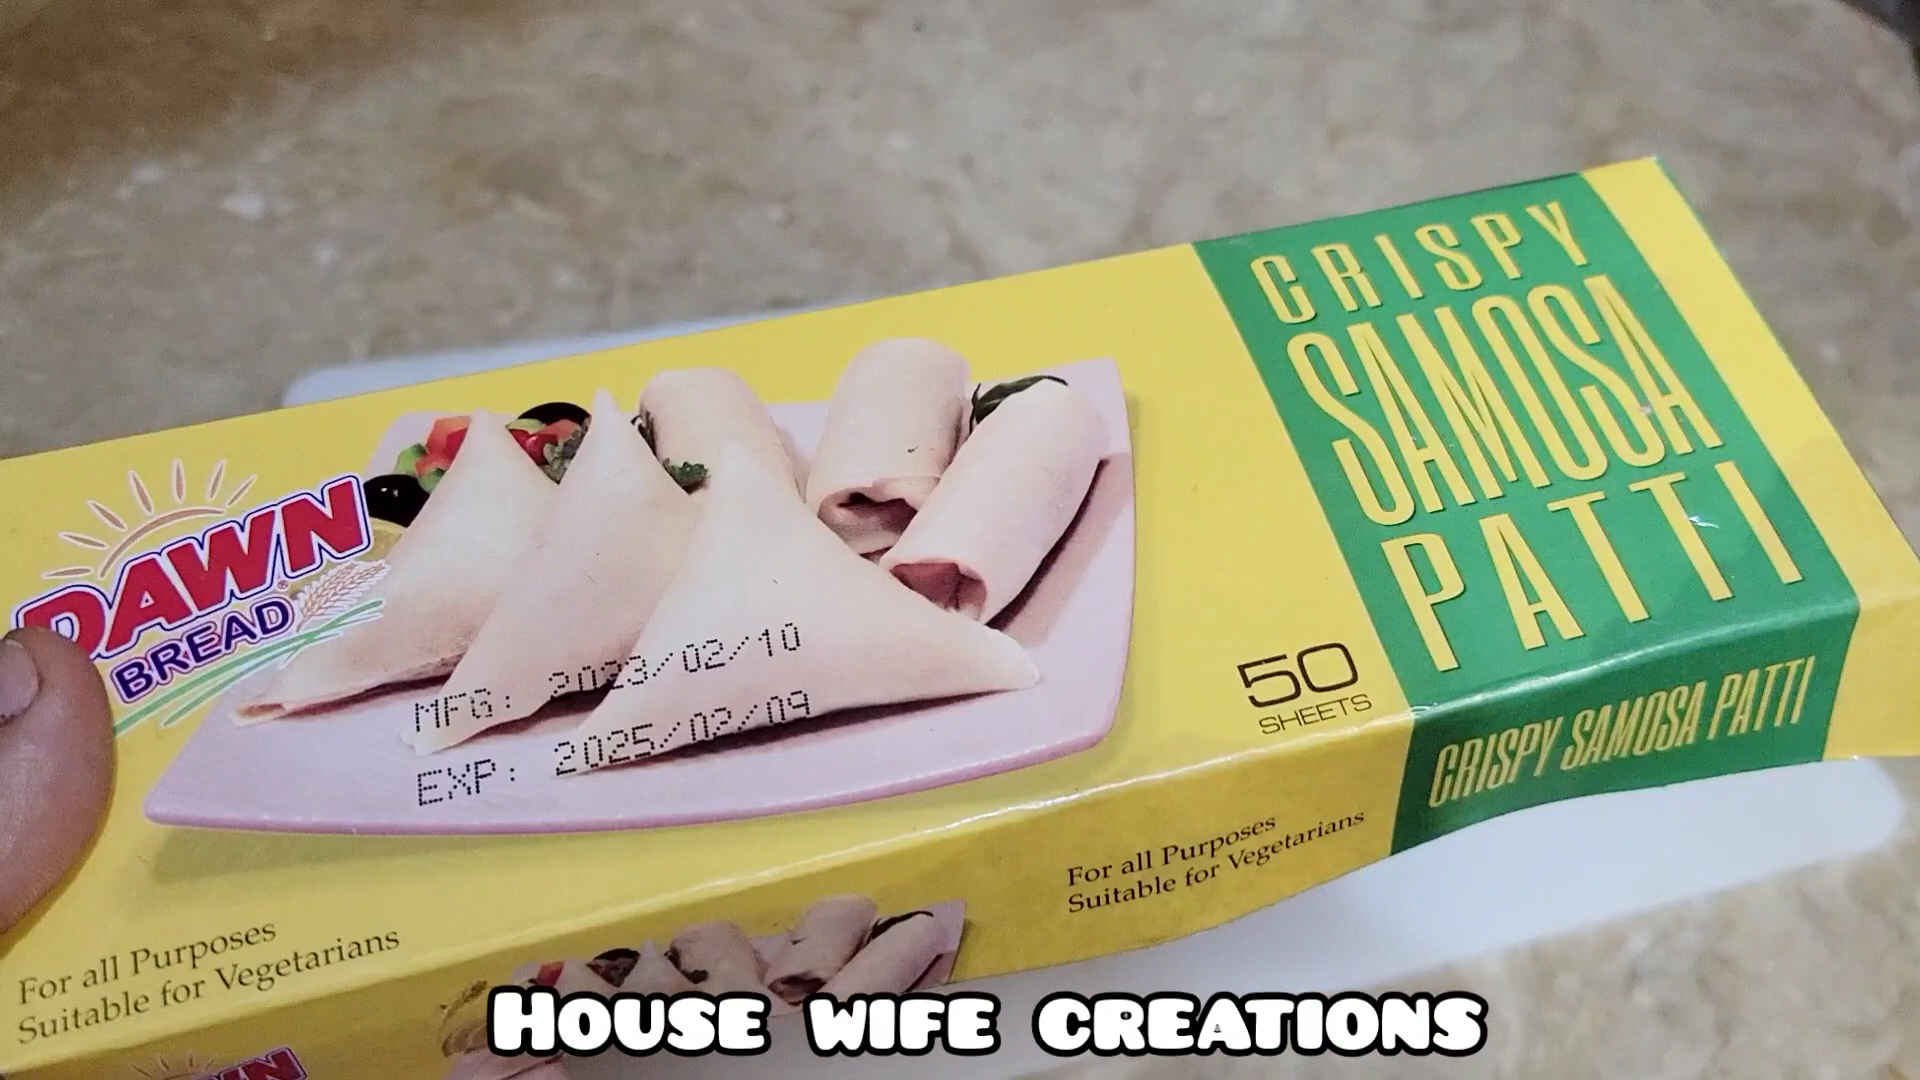 CRISPY
SAMOSA
PATTI
DAWN
BREAD
MFG: 2023/02/10
EXP: 2025/02/09
50
SHEETS
CRISPY SAMOSA PATTI
For all Purposes
Suitable for Vegetarians
For all Purposes
Suitable for Vegetarians
HOUSE WIFE CREATIONS
DAWN